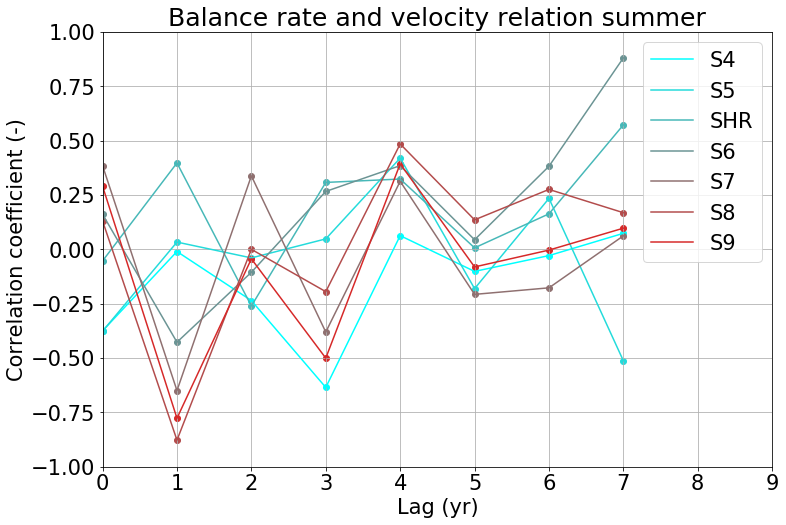 Balance rate and velocity relation summer
1.00
0.75
0.50
0.25
0.00
−0.25
−0.50
−0.75
−1.00
Correlation coefficient (-)
0 1 2 3 4 5 6 7 8 9
Lag (yr)
S4
S5
SHR
S6
S7
S8
S9